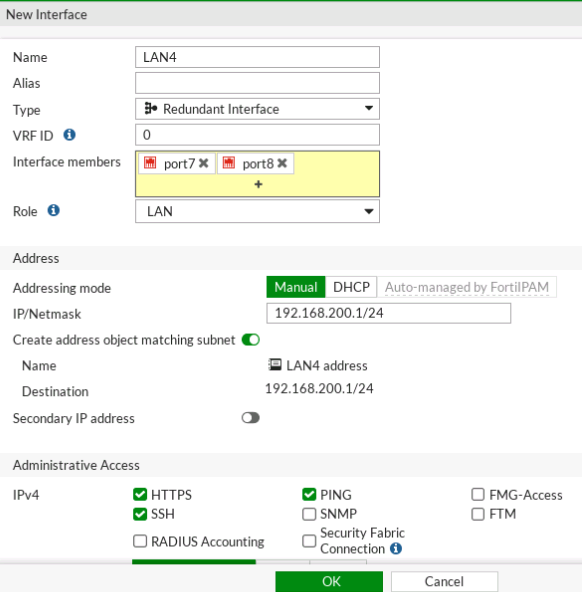 New Interface
Name LAN4
Alias
Type Redundant Interface
VRF ID 0
Interface members port7 port8
+
Role LAN
Address
Addressing mode Manual DHCP Auto-managed by FortiIPAM
IP/Netmask 192.168.200.1/24
Create address object matching subnet
Name LAN4 address
Destination 192.168.200.1/24
Secondary IP address
Administrative Access
IPv4 HTTPS PING FMG-Access
SSH SNMP FTM
RADIUS Accounting Security Fabric
Connection
OK Cancel